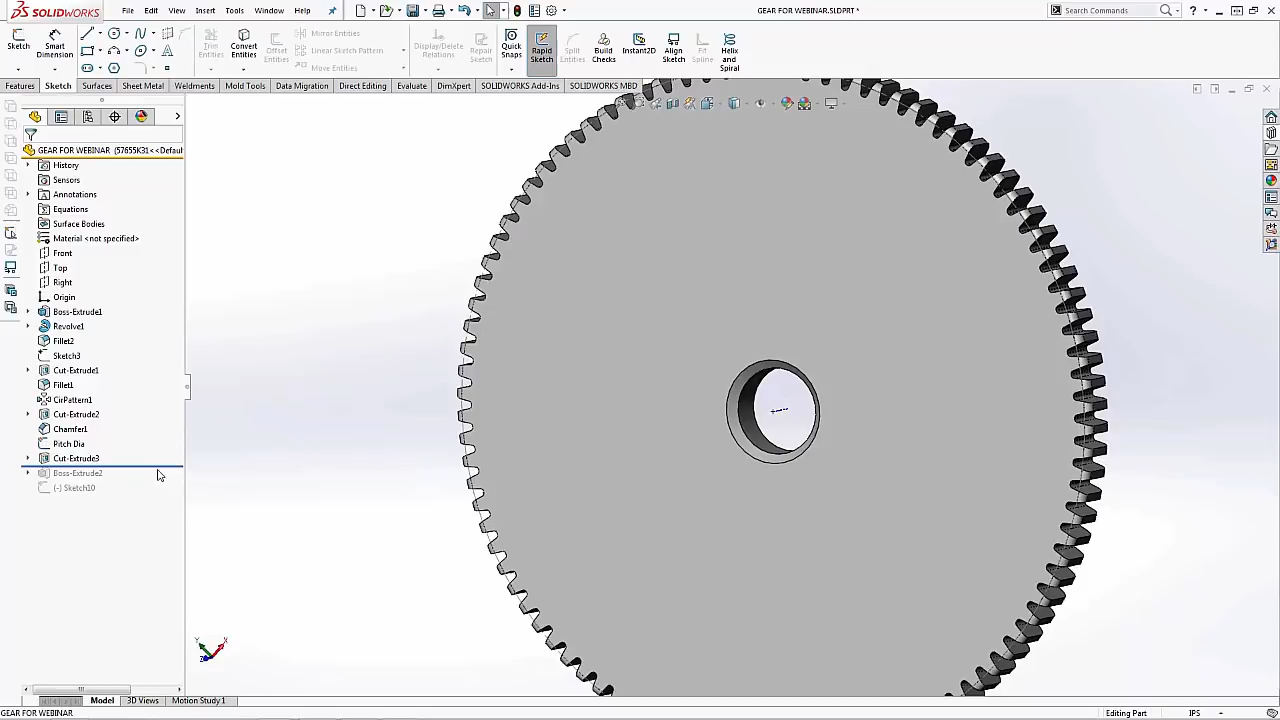 SOLIDWORKS
File
Edit
View
Insert
Tools
Window
Help
GEAR FOR WEBINAR.SLDPRT *
Search Commands
Sketch
Smart Dimension
Trim Entities
Convert Entities
Offset Entities
Mirror Entities
Linear Sketch Pattern
Move Entities
Display/Delete Relations
Repair Sketch
Quick Snaps
Rapid Sketch
Split Entities
Build Checks
Instant2D
Align Sketch
Fit Spline
Helix and Spiral
Features
Sketch
Surfaces
Sheet Metal
Weldments
Mold Tools
Data Migration
Direct Editing
Evaluate
DimXpert
SOLIDWORKS Add-Ins
SOLIDWORKS MBD
GEAR FOR WEBINAR (57655K31<<Defaul
History
Sensors
Annotations
Equations
Surface Bodies
Material <not specified>
Front
Top
Right
Origin
Boss-Extrude1
Revolve1
Fillet2
Sketch3
Cut-Extrude1
Fillet1
CirPattern1
Cut-Extrude2
Chamfer1
Pitch Dia
Cut-Extrude3
Boss-Extrude2
(-) Sketch10
Y
X
Z
Model
3D Views
Motion Study 1
GEAR FOR WEBINAR
Editing Part
IPS